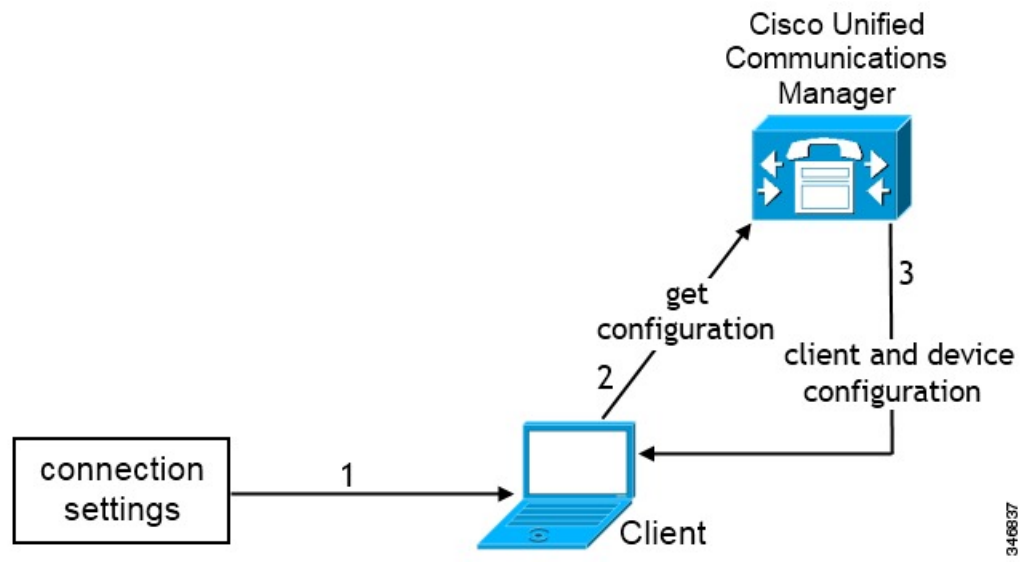 Cisco Unified
Communications
Manager
3
get
configuration
client and device
configuration
2
connection
settings
1
Client
346837